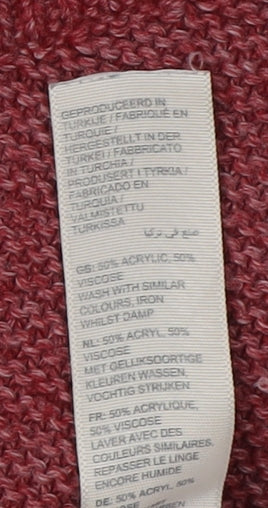 GEPRODUCEERD IN
TURKIJE / FABRIQUÉ EN
TURQUIE /
HERGESTELLT IN DER
TÜRKEI / FABBRICATO
IN TURCHIA /
PRODUSERT I TYRKIA /
FABRICADO EN
TURQUIA /
VALMISTETTU
TURKISSA
صنع في تركيا
GB: 50% ACRYLIC, 50%
VISCOSE
WASH WITH SIMILAR
COLOURS, IRON
WHILST DAMP
NL: 50% ACRYL, 50%
VISCOSE
MET GELIJKSOORTIGE
KLEUREN WASSEN,
VOCHTIG STRIJKEN
FR: 50% ACRYLIQUE,
50% VISCOSE
LAVER AVEC DES
COULEURS SIMILAIRES,
REPASSER LE LINGE
ENCORE HUMIDE
DE: 50% ACRYL, 50%